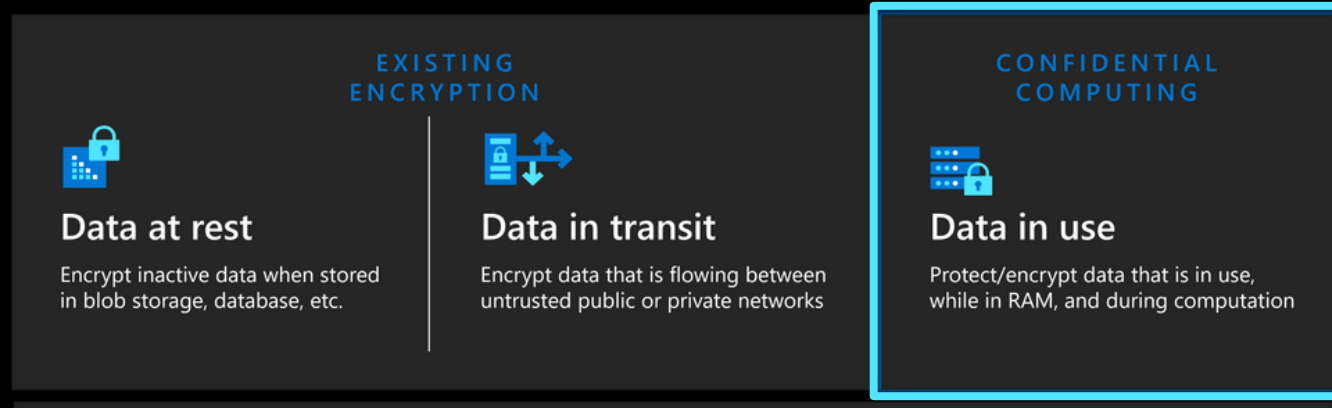 EXISTING
ENCRYPTION
Data at rest
Encrypt inactive data when stored
in blob storage, database, etc.
Data in transit
Encrypt data that is flowing between
untrusted public or private networks
CONFIDENTIAL
COMPUTING
Data in use
Protect/encrypt data that is in use,
while in RAM, and during computation